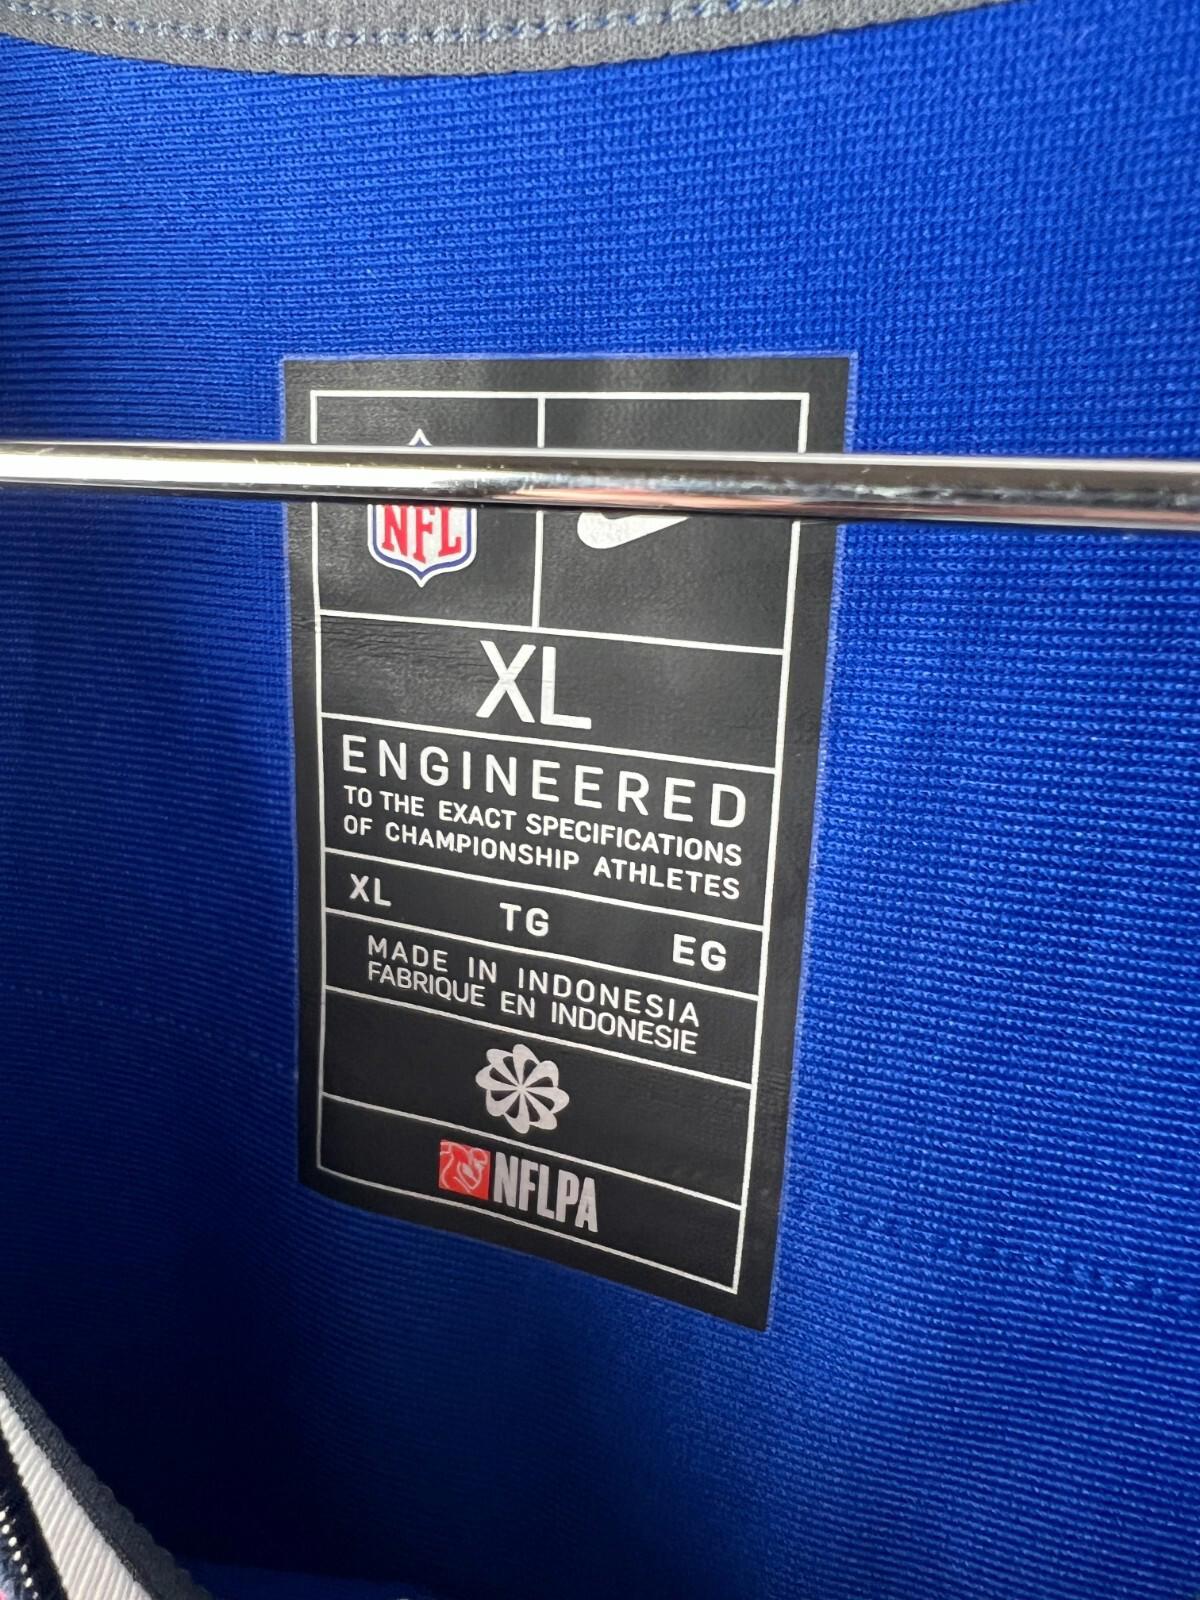 NFL
XL
ENGINEERED
TO THE EXACT SPECIFICATIONS
OF CHAMPIONSHIP ATHLETES
XL TG EG
MADE IN INDONESIA
FABRIQUE EN INDONESIE
NFLPA